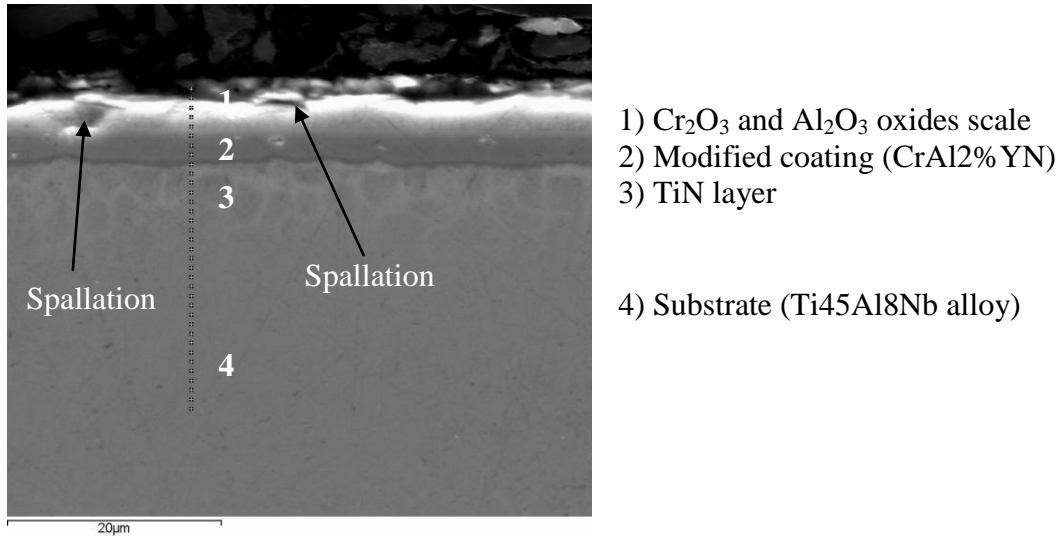 1
2
3
4
Spallation
Spallation
20µm
1) Cr₂O₃ and Al₂O₃ oxides scale
2) Modified coating (CrAl2%YN)
3) TiN layer
4) Substrate (Ti45Al8Nb alloy)